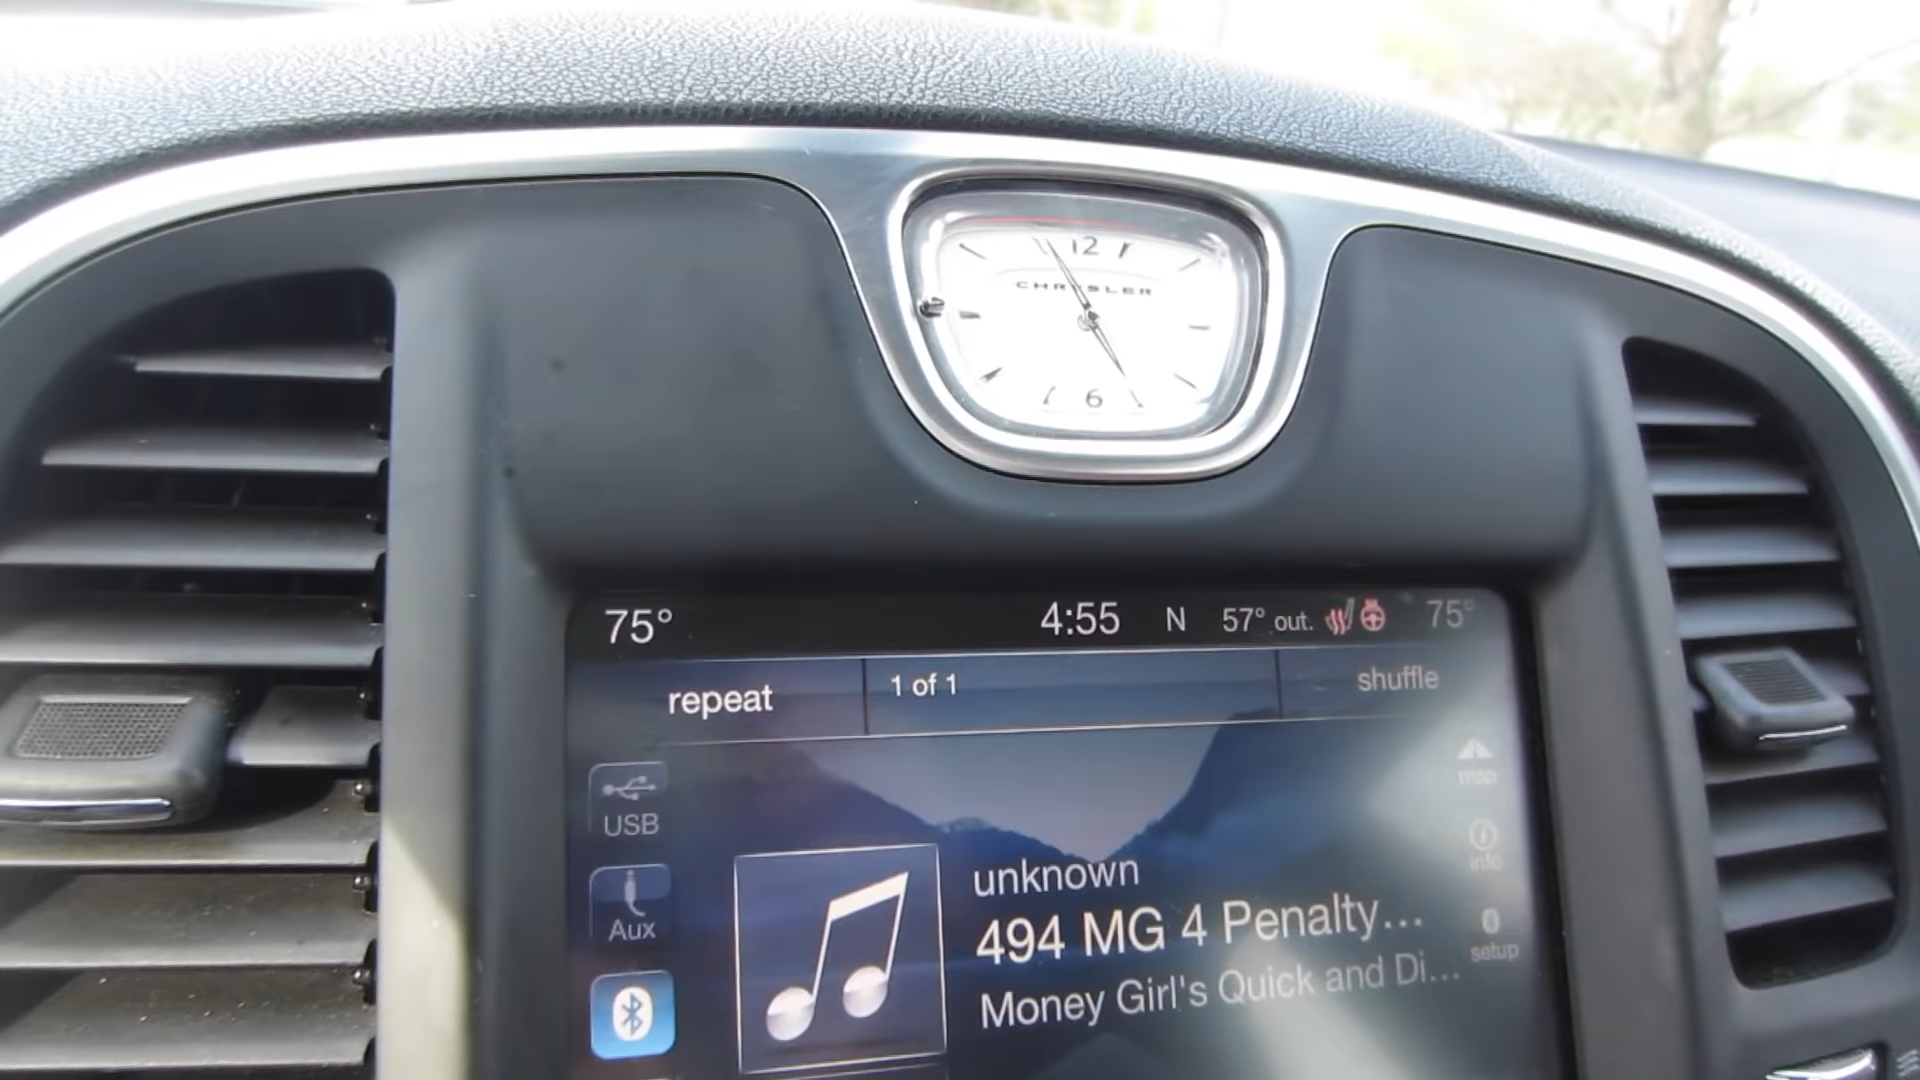 12
CHRYSLER
6
75° 4:55 N 57° out. 75°
repeat 1 of 1 shuffle
map
USB
info
unknown
Aux
494 MG 4 Penalty...
setup
Money Girl's Quick and Di...